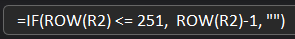 =IF(ROW(R2) <= 251,  ROW(R2)-1, "")